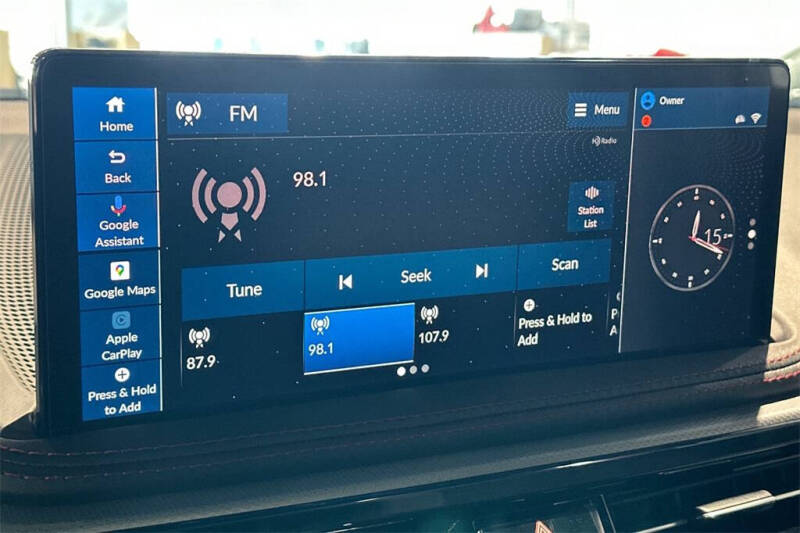 Home
Back
Google
Assistant
Google Maps
Apple
CarPlay
Press & Hold
to Add
FM
Menu
HD Radio
98.1
Station
List
Tune
Seek
Scan
87.9
98.1
107.9
Press & Hold to
Add
Owner
15